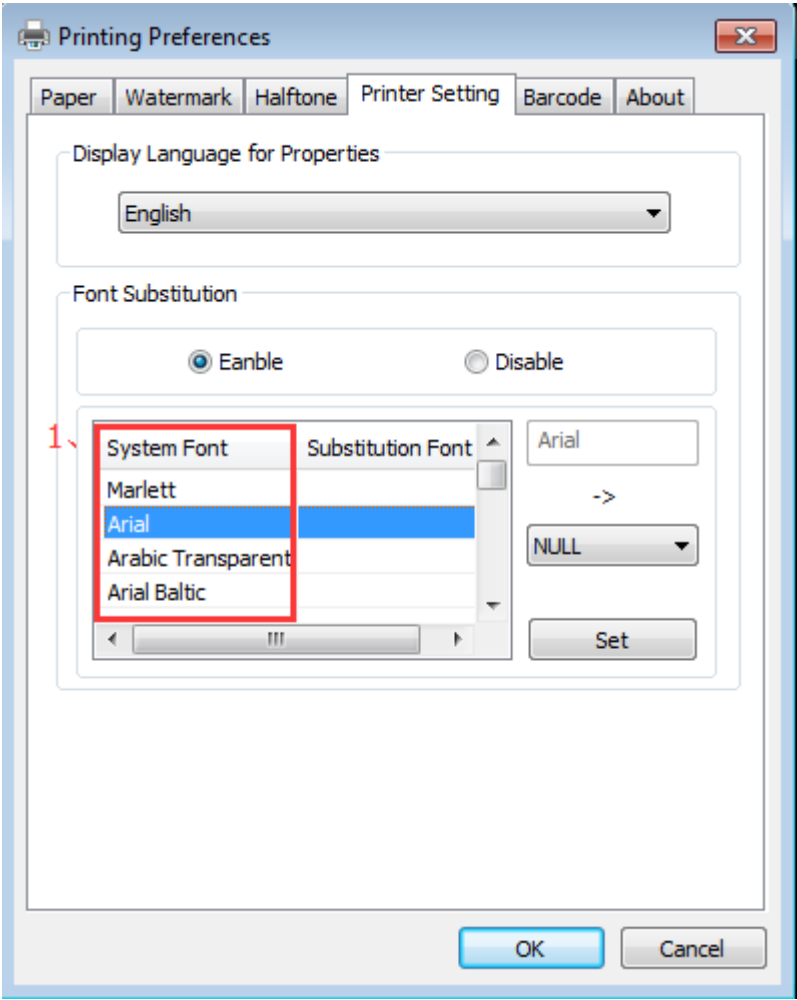 Printing Preferences
Paper Watermark Halftone Printer Setting Barcode About
Display Language for Properties
English
Font Substitution
Eanble Disable
1、
System Font Substitution Font
Marlett
Arial
Arabic Transparent
Arial Baltic
Arial
->
NULL
Set
OK Cancel